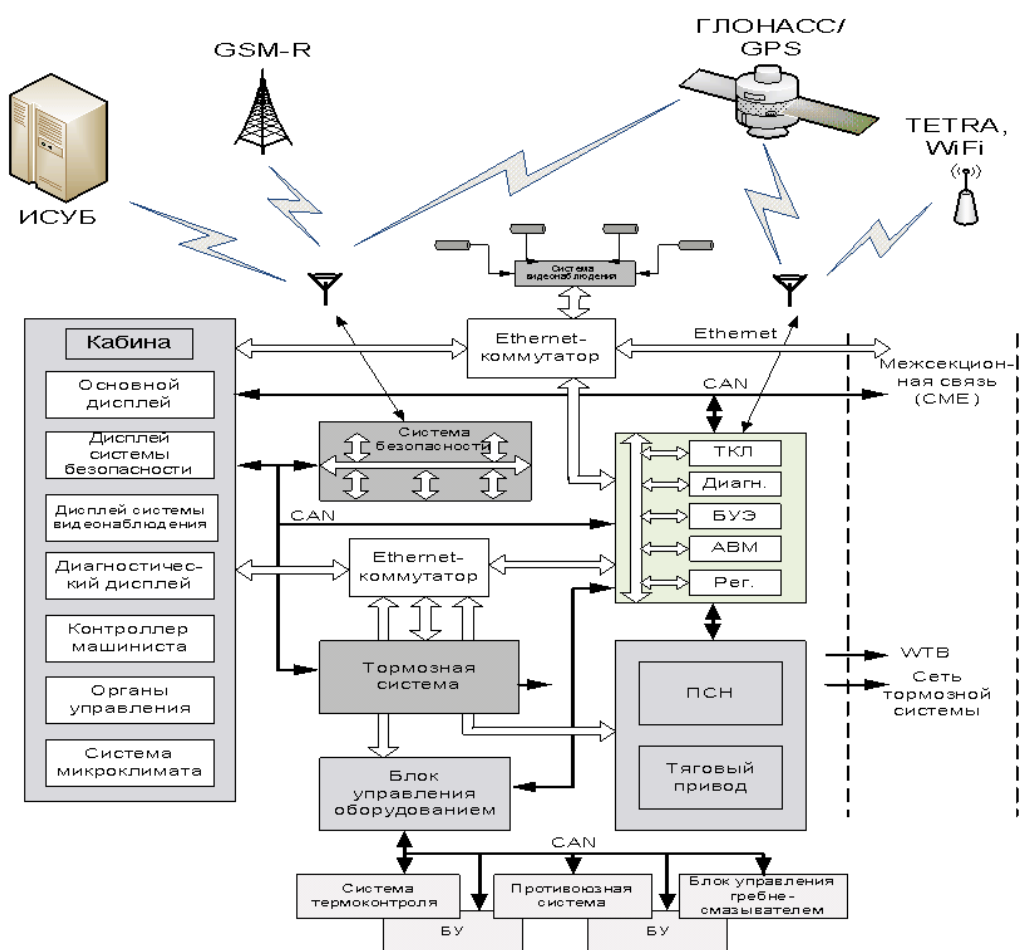 ГЛОНАСС/
GPS
GSM-R
TETRA,
WiFi
ИСУБ
Система
видеонаблюдения
Кабина
Основной
дисплей
Дисплей
системы
безопасности
Дисплей системы
видеонаблюдения
Диагностичес-
кий дисплей
Контроллер
машиниста
Органы
управления
Система
микроклимата
Ethernet-
коммутатор
Ethernet
Межсекцион-
ная связь
(СМЕ)
CAN
Система
безопасности
CAN
ТКЛ
Диагн.
БУЭ
АВМ
Рег.
Ethernet-
коммутатор
Тормозная
система
ПСН
Тяговый
привод
WTB
Сеть
тормозной
системы
Блок
управления
оборудованием
CAN
Система
термоконтроля
Противоюзная
система
Блок управления
гребне-
смазывателем
БУ
БУ